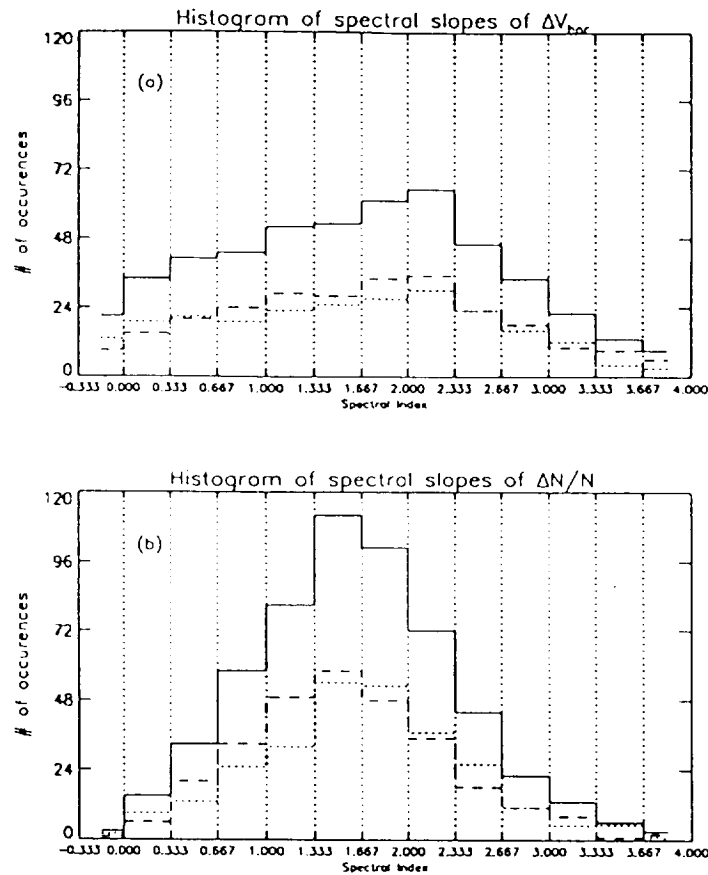 Histogram of spectral slopes of ΔV_hor
120
96
72
48
24
0
# of occurences
(a)
-0.333 0.000 0.333 0.667 1.000 1.333 1.667 2.000 2.333 2.667 3.000 3.333 3.667 4.000
Spectral Index
Histogram of spectral slopes of ΔN/N
120
96
72
48
24
0
# of occurences
(b)
-0.333 0.000 0.333 0.667 1.000 1.333 1.667 2.000 2.333 2.667 3.000 3.333 3.667 4.000
Spectral Index